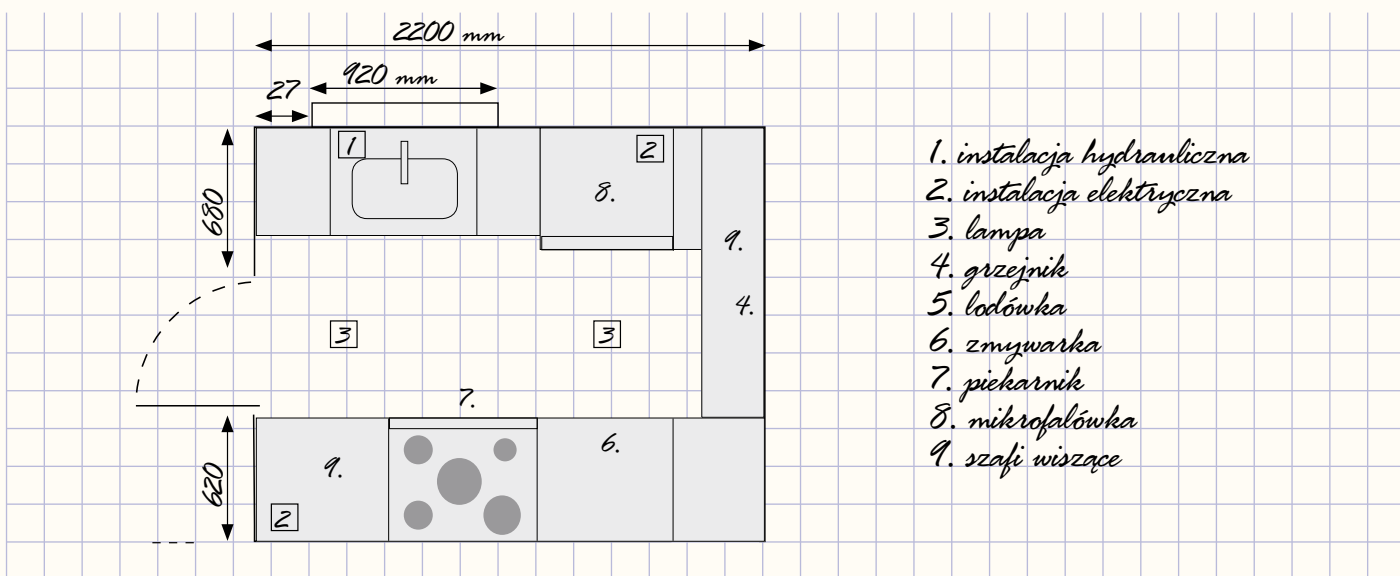 2200 mm
920 mm
27
1
2
680
8.
9.
4.
3
3
7.
6.
9.
620
2
1. instalacja hydrauliczna
2. instalacja elektryczna
3. lampa
4. grzejnik
5. lodówka
6. zmywarka
7. piekarnik
8. mikrofalówka
9. szafi wiszące